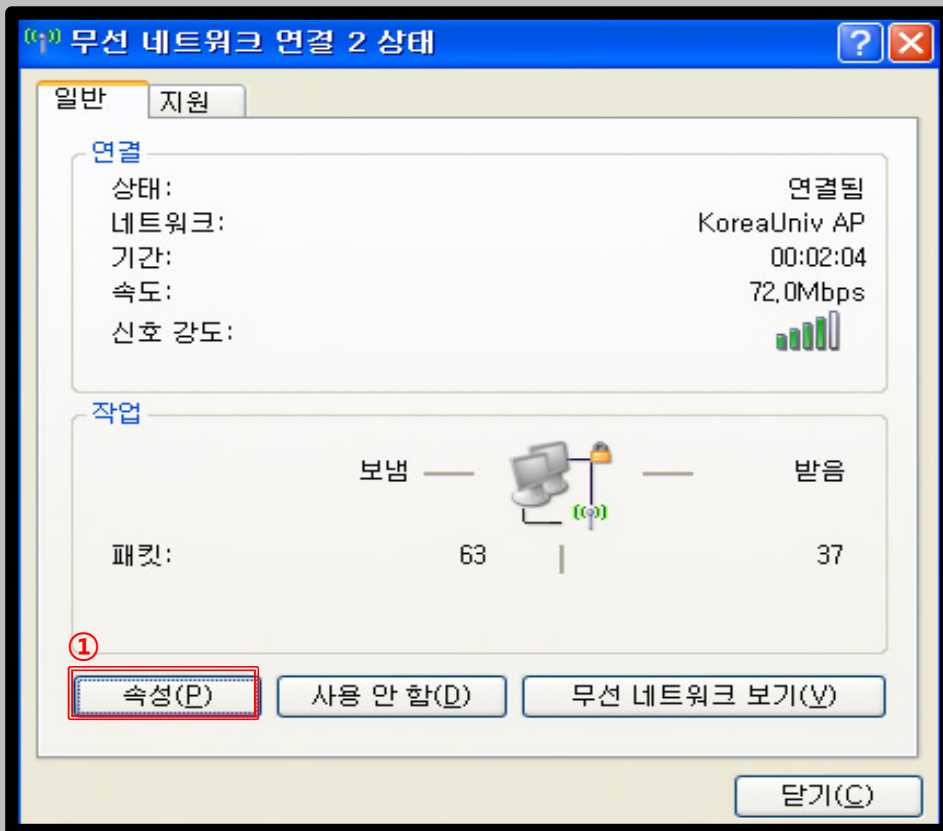 무선 네트워크 연결 2 상태
일반 지원
연결
상태: 연결됨
네트워크: KoreaUniv AP
기간: 00:02:04
속도: 72,0Mbps
신호 강도:
작업
보냄 받음
패킷: 63 37
①
속성(P) 사용 안 함(D) 무선 네트워크 보기(V)
닫기(C)